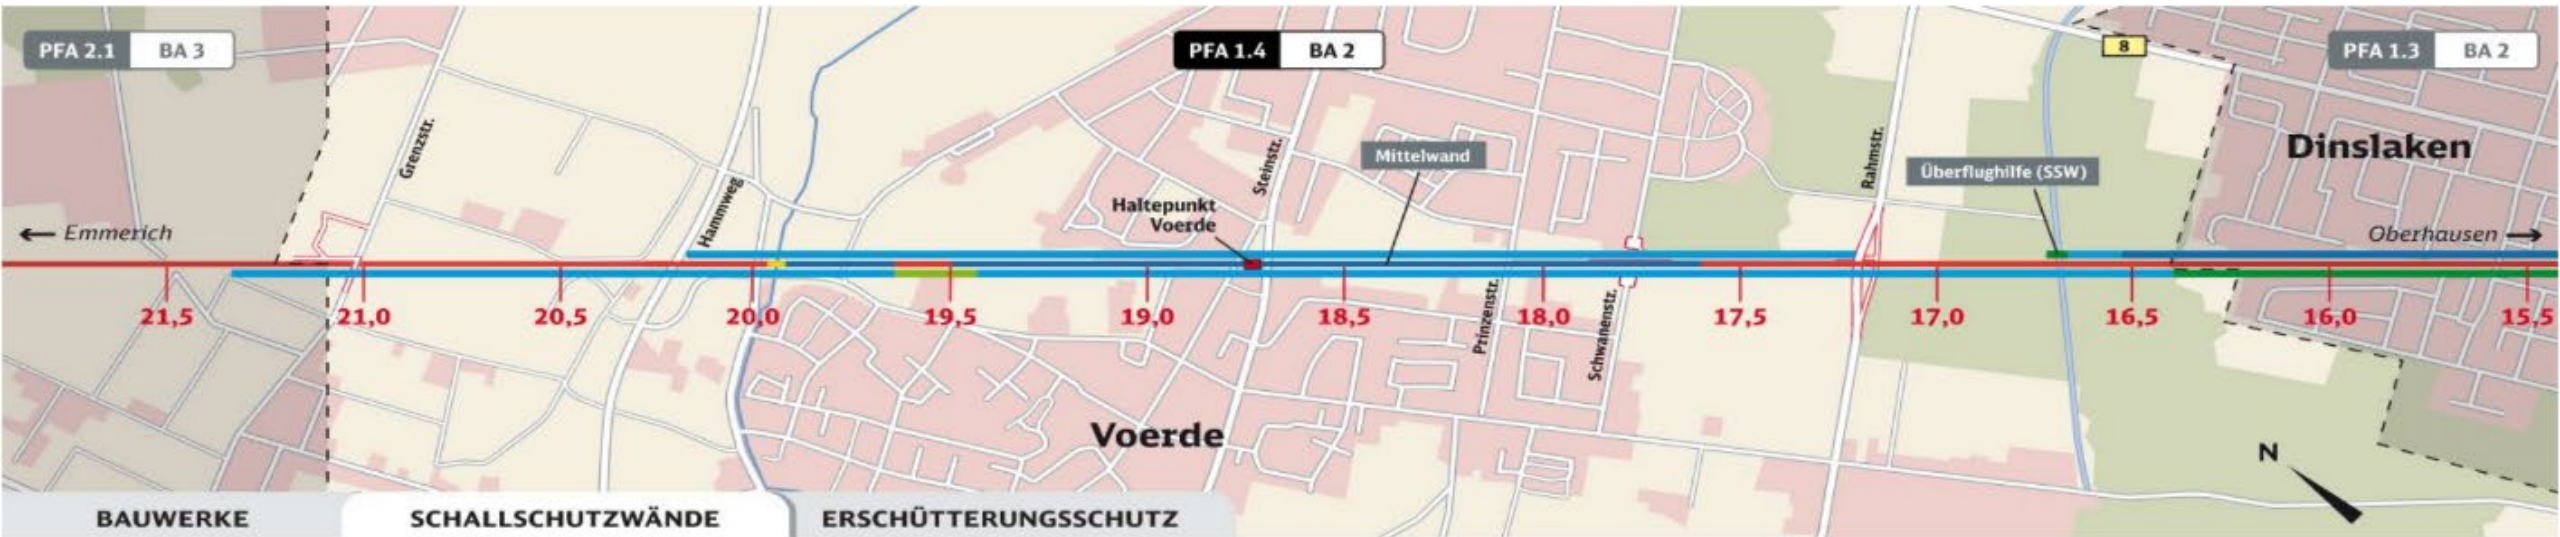 PFA 2.1 BA 3
PFA 1.4 BA 2
8
PFA 1.3 BA 2
Grenzstr.
Hammweg
Steinstr.
Mittelwand
Rahmstr.
Überflughilfe (SSW)
Dinslaken
Haltepunkt
Voerde
← Emmerich
Oberhausen →
Prinzenstr.
Schwanenstr.
21,5 21,0 20,5 20,0 19,5 19,0 18,5 18,0 17,5 17,0 16,5 16,0 15,5
Voerde
N
BAUWERKE SCHALLSCHUTZWÄNDE ERSCHÜTTERUNGSSCHUTZ